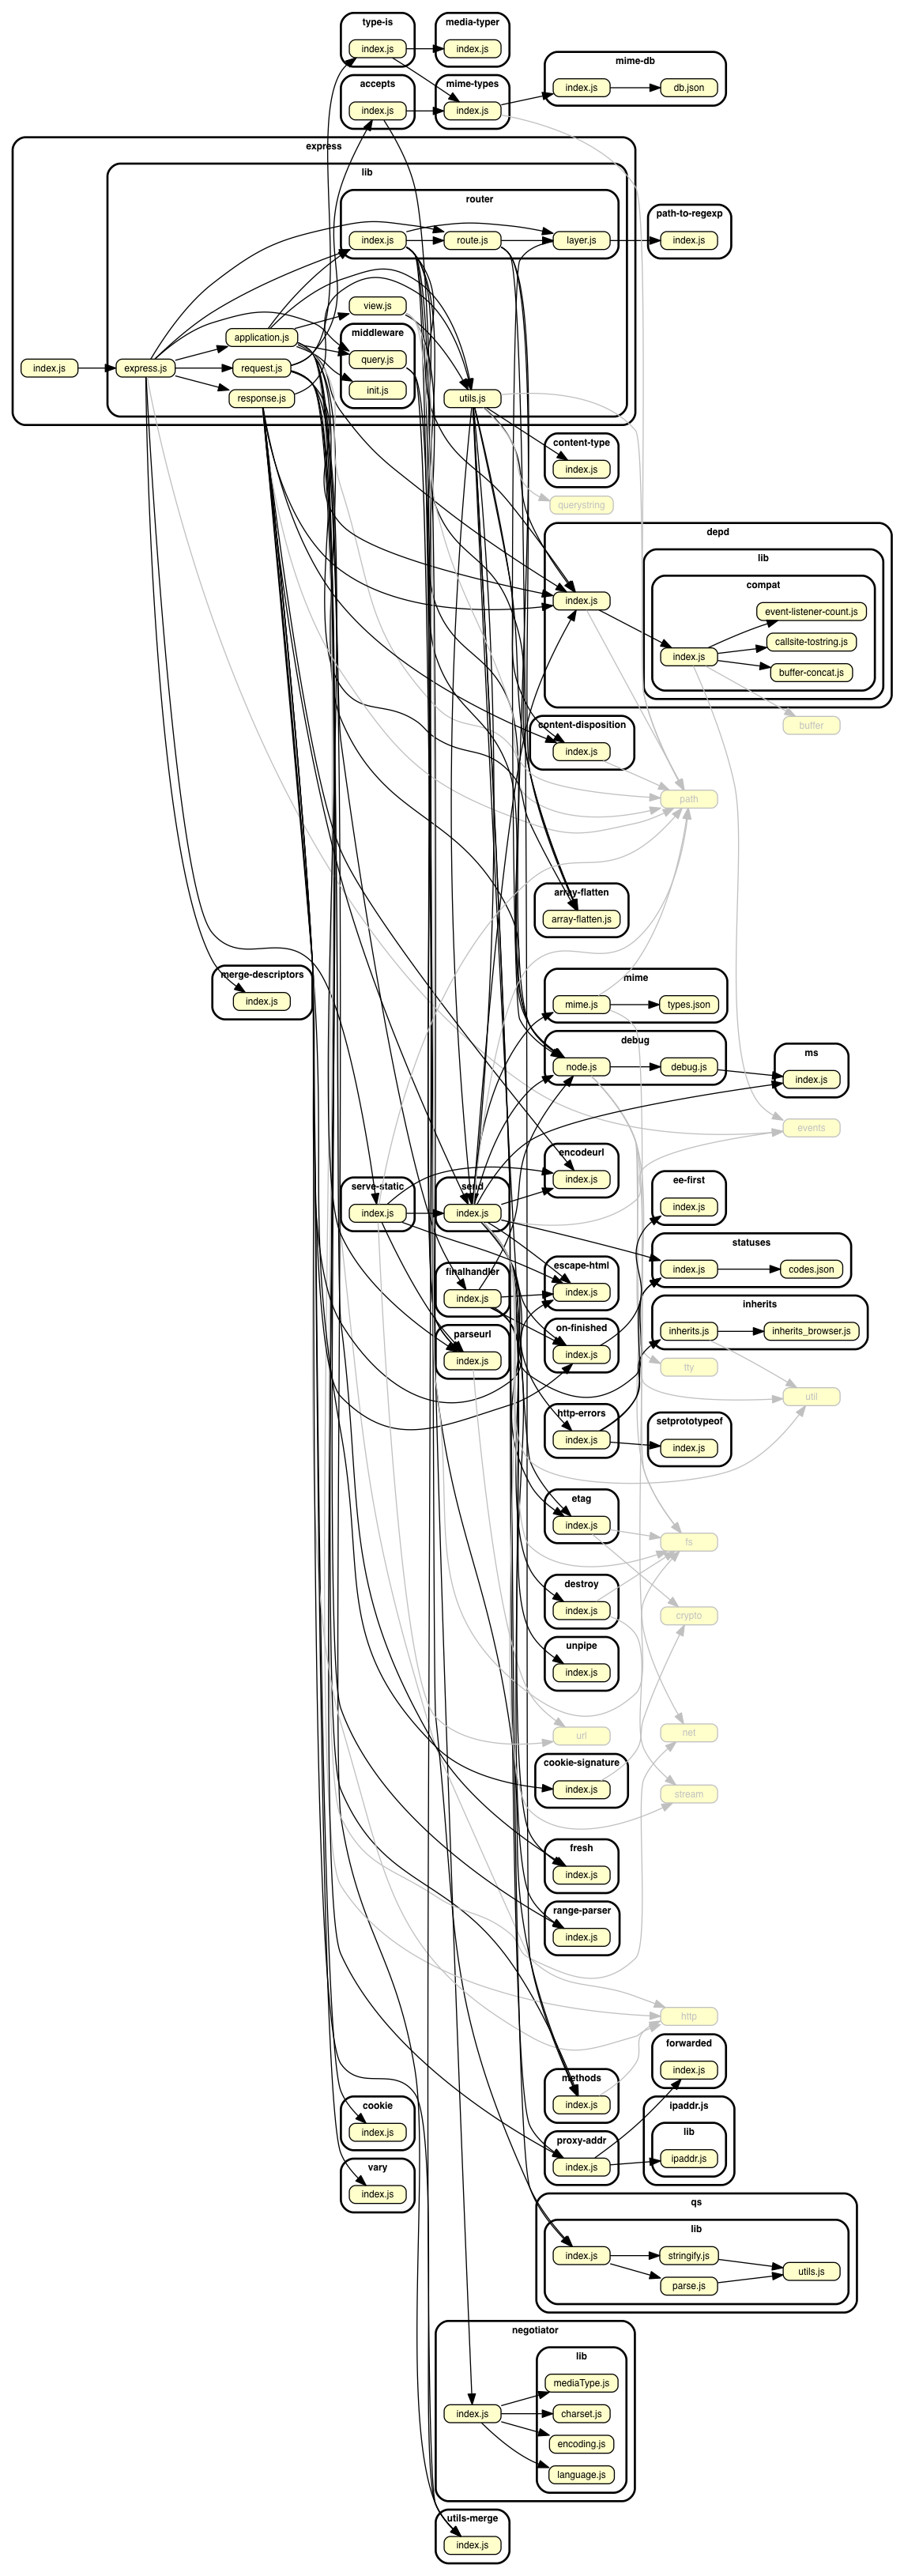 type-is
index.js
media-typer
index.js
mime-db
index.js
db.json
accepts
index.js
mime-types
index.js
express
lib
router
index.js
route.js
layer.js
path-to-regexp
index.js
view.js
application.js
middleware
query.js
init.js
index.js
express.js
request.js
response.js
utils.js
content-type
index.js
querystring
depd
lib
compat
index.js
event-listener-count.js
callsite-tostring.js
index.js
buffer-concat.js
buffer
content-disposition
index.js
path
array-flatten
array-flatten.js
merge-descriptors
index.js
mime
mime.js
types.json
debug
node.js
debug.js
ms
index.js
events
encodeurl
index.js
serve-static
index.js
send
index.js
ee-first
index.js
statuses
index.js
codes.json
finalhandler
index.js
escape-html
index.js
inherits
inherits.js
inherits_browser.js
parseurl
index.js
on-finished
index.js
tty
util
http-errors
index.js
setprototypeof
index.js
etag
index.js
fs
destroy
index.js
crypto
unpipe
index.js
url
net
cookie-signature
index.js
stream
fresh
index.js
range-parser
index.js
http
forwarded
index.js
methods
index.js
cookie
index.js
proxy-addr
index.js
ipaddr.js
lib
ipaddr.js
vary
index.js
qs
lib
index.js
stringify.js
parse.js
utils.js
negotiator
lib
index.js
mediaType.js
charset.js
encoding.js
language.js
utils-merge
index.js